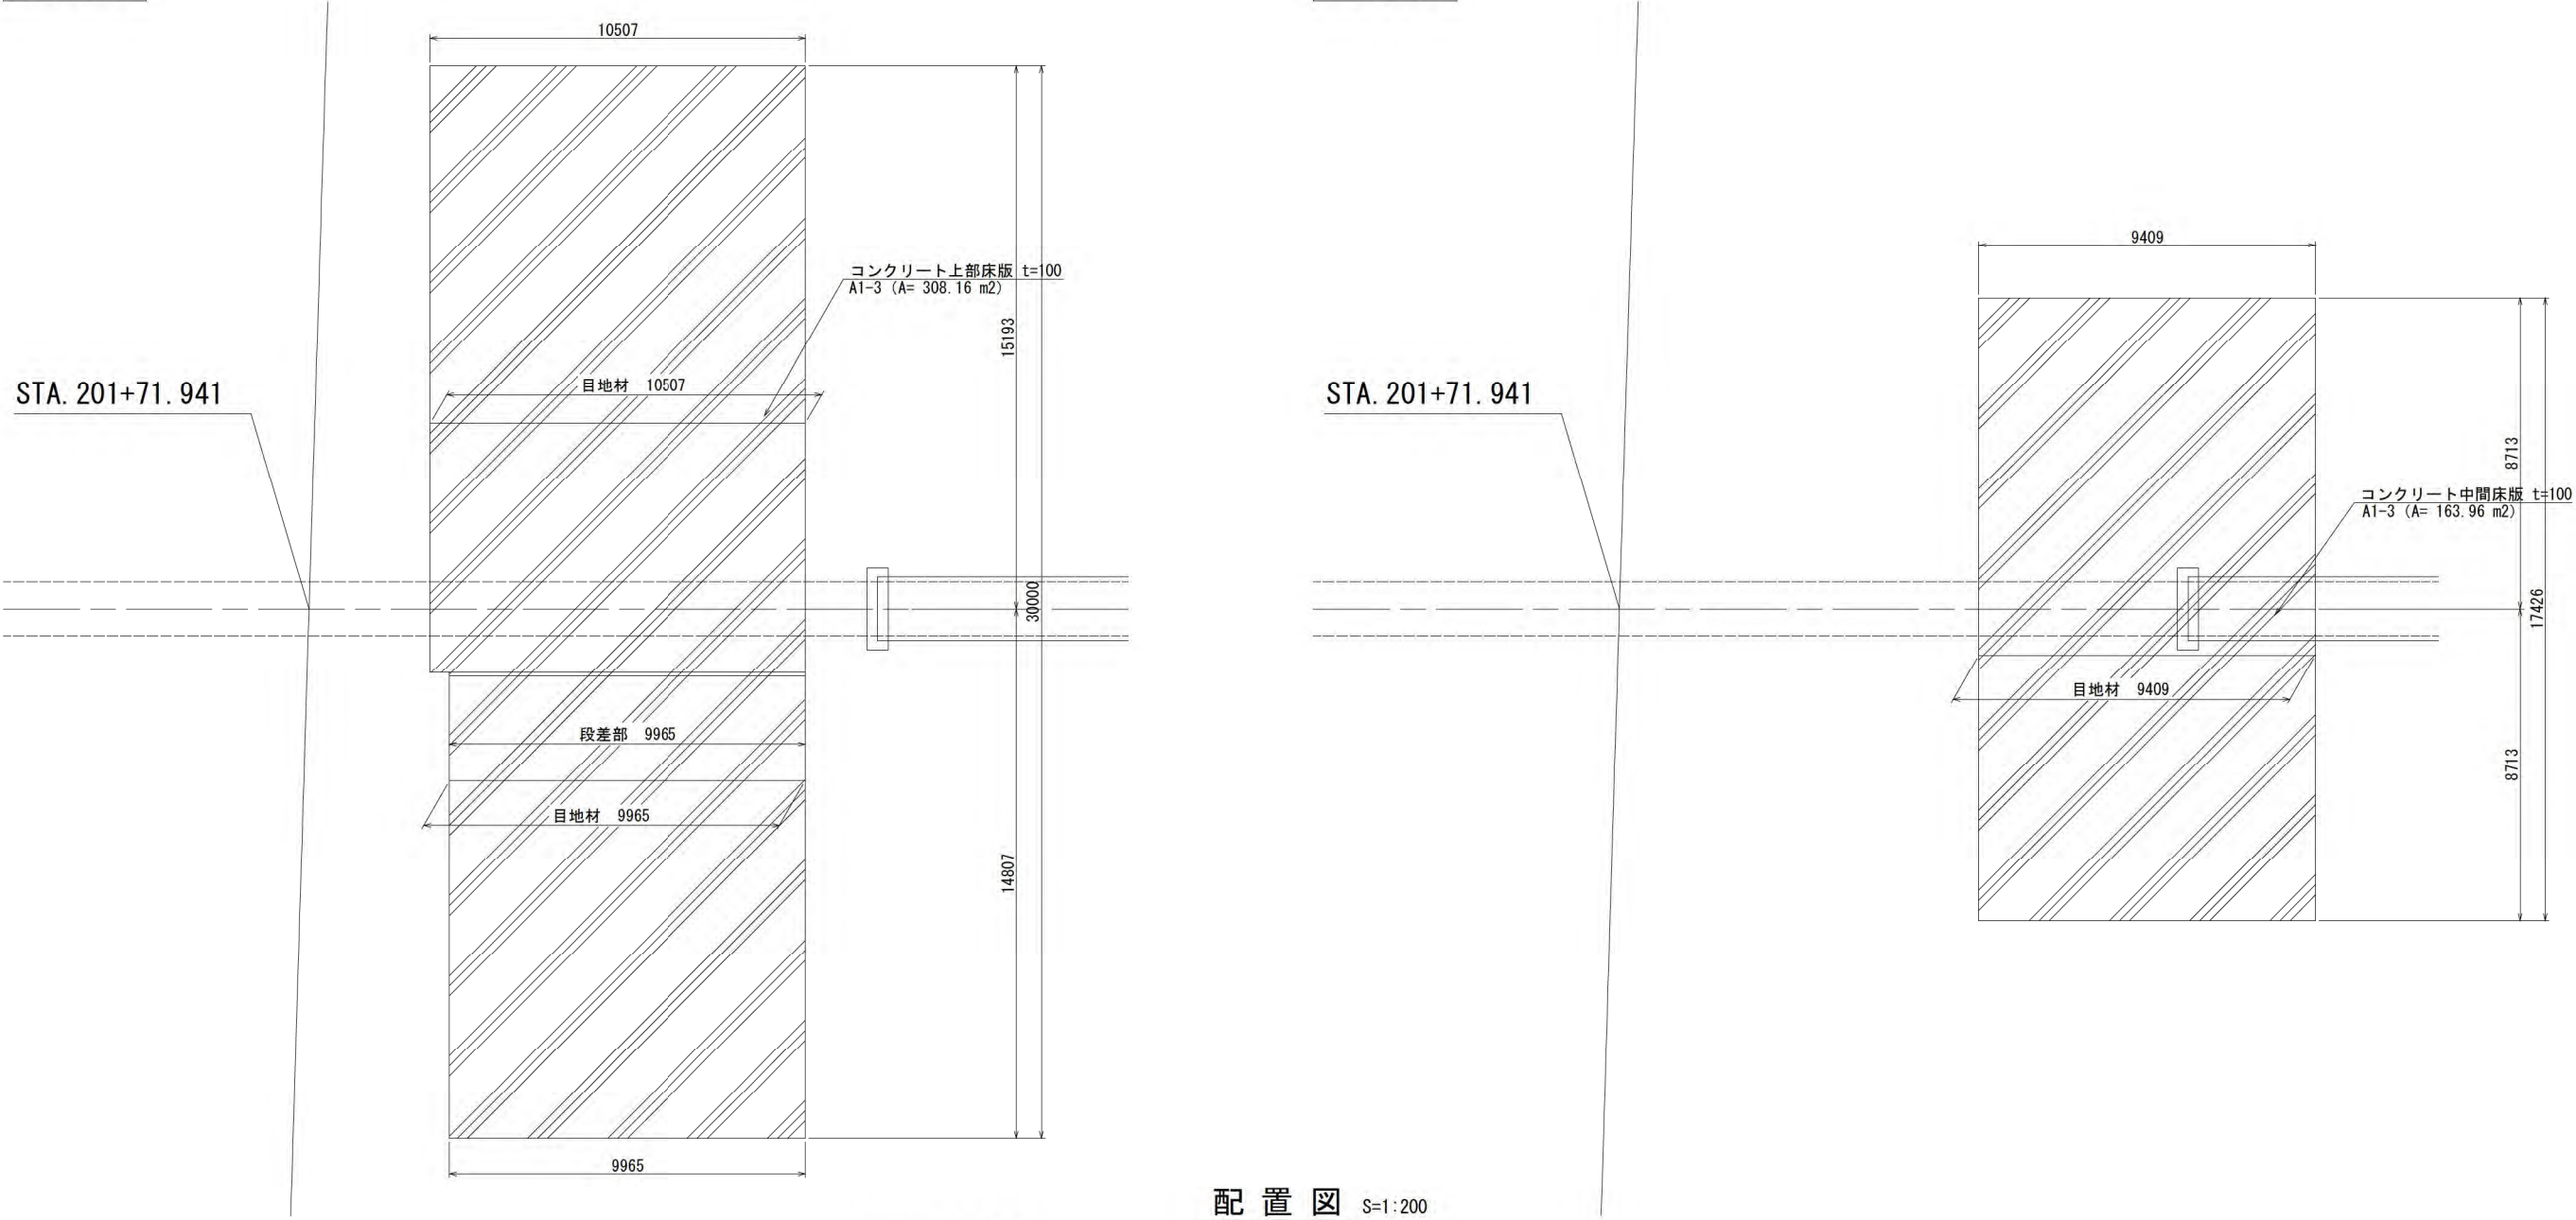 10507
コンクリート上部床版 t=100
A1-3 (A= 308.16 m2)
15193
30000
目地材 10507
STA. 201+71.941
段差部 9965
目地材 9965
14807
9965
9409
STA. 201+71.941
8713
コンクリート中間床版 t=100
A1-3 (A= 163.96 m2)
17426
目地材 9409
8713
配置図 S=1:200